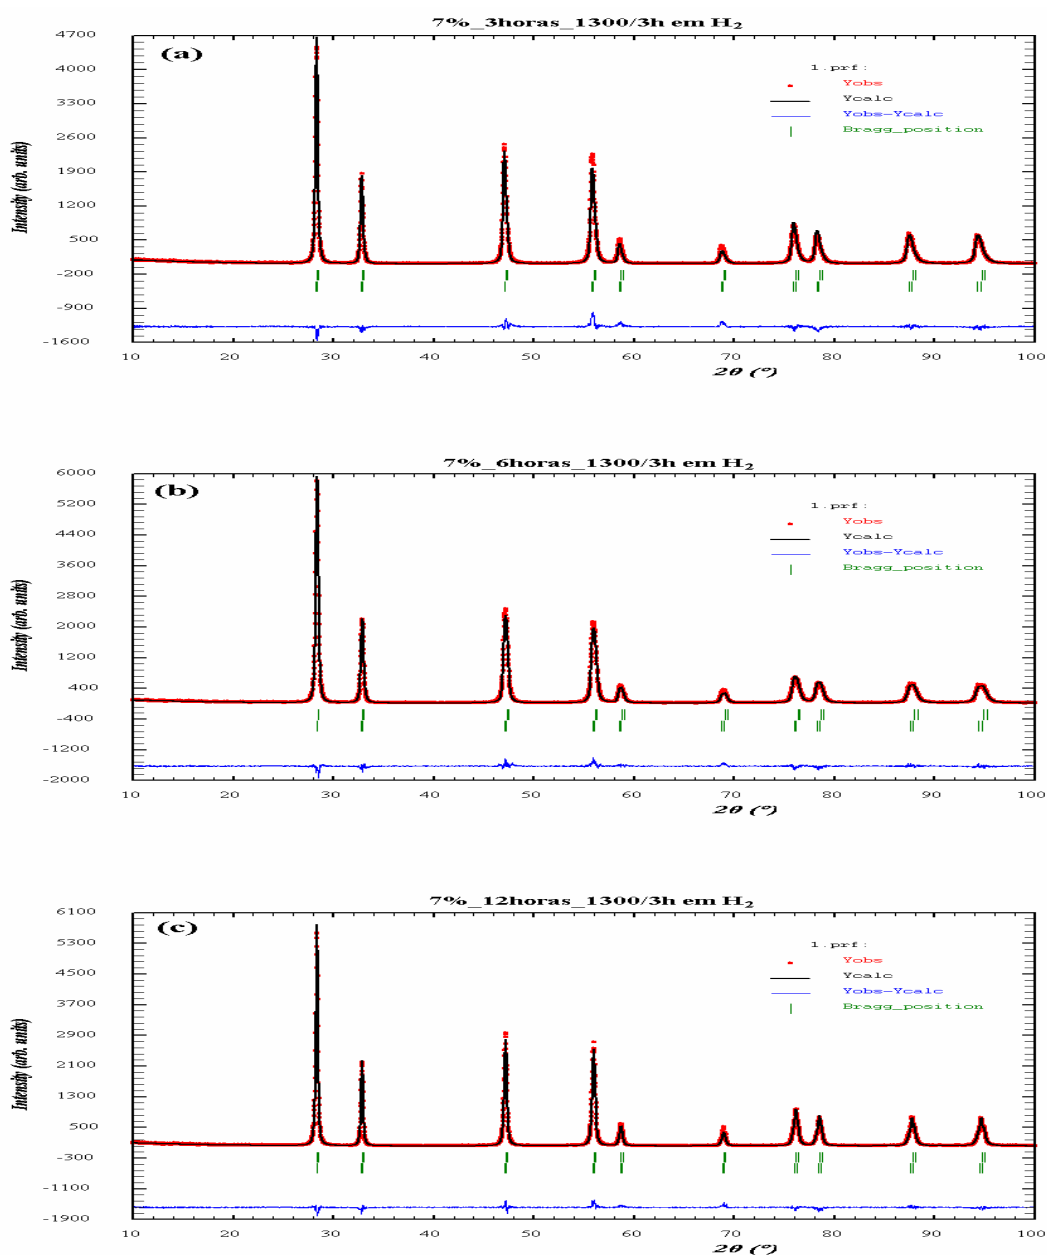 7%_3horas_1300/3h em H2
(a)
1.prf:
Yobs
Ycalc
Yobs-Ycalc
Bragg_position
Intensity (arb. units)
4700
4000
3300
2600
1900
1200
500
-200
-900
-1600
10 20 30 40 50 60 70 80 90 100
2θ (°)
7%_6horas_1300/3h em H2
(b)
1.prf:
Yobs
Ycalc
Yobs-Ycalc
Bragg_position
Intensity (arb. units)
6000
5200
4400
3600
2800
2000
1200
400
-400
-1200
-2000
10 20 30 40 50 60 70 80 90 100
2θ (°)
7%_12horas_1300/3h em H2
(c)
1.prf:
Yobs
Ycalc
Yobs-Ycalc
Bragg_position
Intensity (arb. units)
6100
5300
4500
3700
2900
2100
1300
500
-300
-1100
-1900
10 20 30 40 50 60 70 80 90 100
2θ (°)